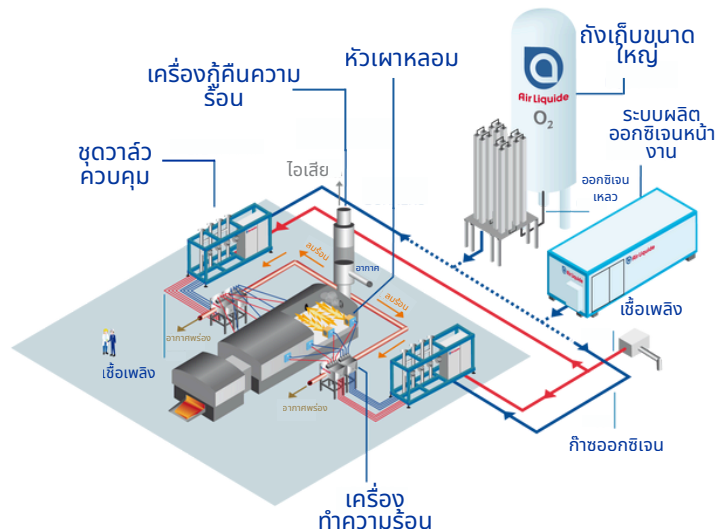 ถังเก็บขนาด
ใหญ่
หัวเผาหลอม
เครื่องกู้คืนความ
ร้อน
Air Liquide
O2
ระบบผลิต
ออกซิเจนหน้า
งาน
ชุดวาล์ว
ควบคุม
ไอเสีย
ออกซิเจน
เหลว
ลมร้อน
อากาศ
Air Liquide
ลมร้อน
เชื้อเพลิง
อากาศพร่อง
เชื้อเพลิง
อากาศพร่อง
ก๊าซออกซิเจน
เครื่อง
ทำความร้อน